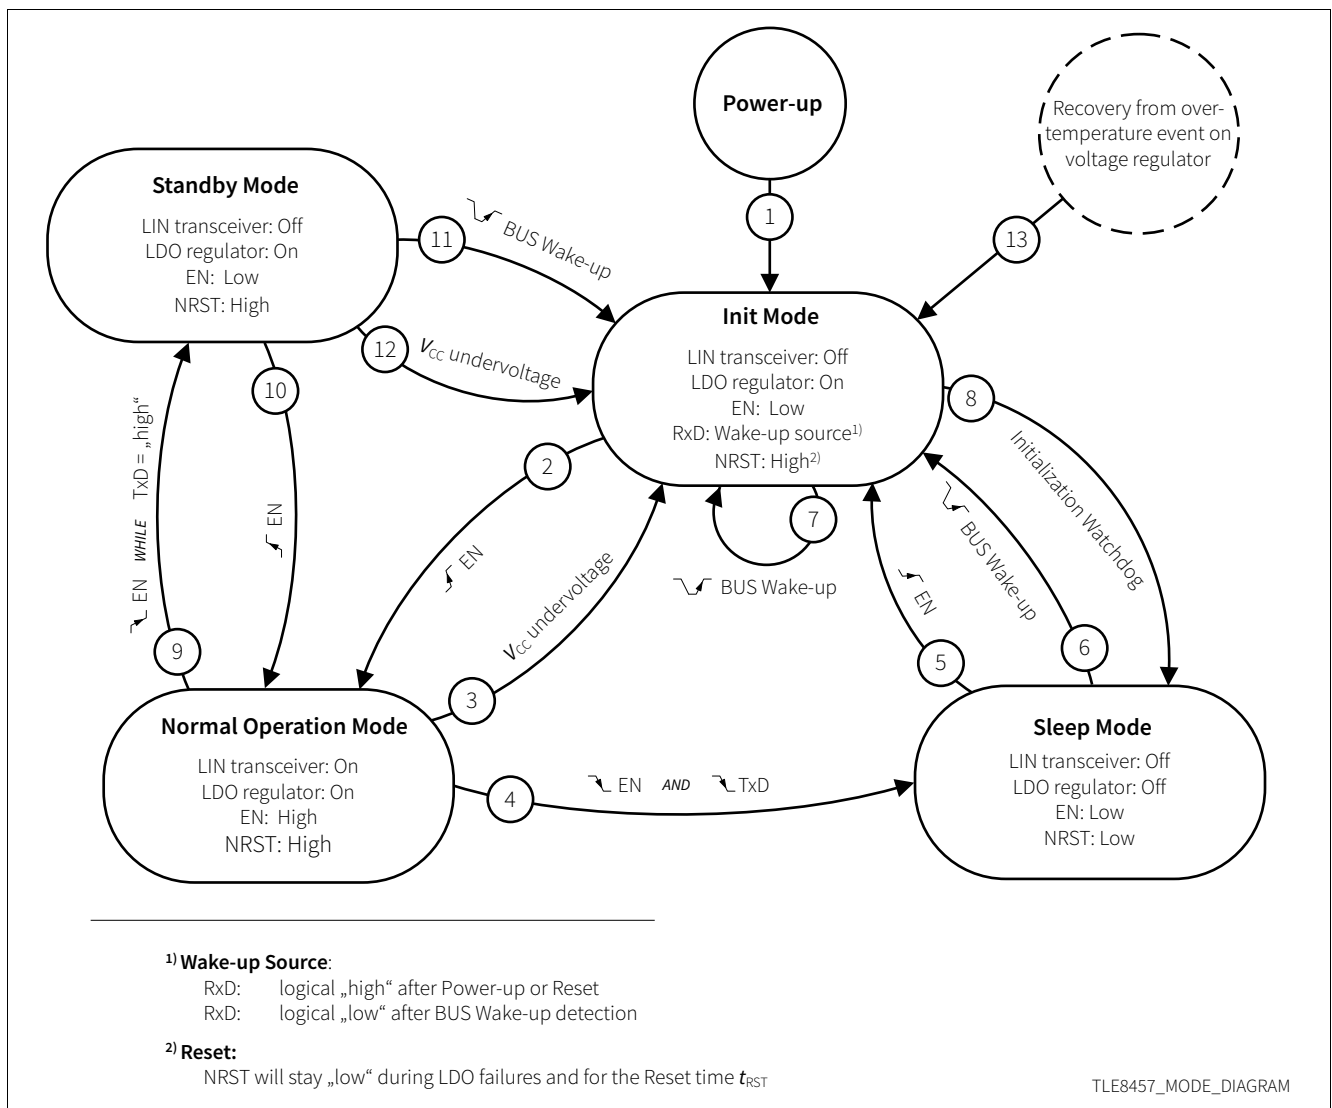 Power-up
Recovery from over-
temperature event on
voltage regulator
1
13
Standby Mode
LIN transceiver: Off
LDO regulator: On
EN: Low
NRST: High
11
BUS Wake-up
12
VCC undervoltage
10
EN
EN WHILE TxD = „high“
9
Init Mode
LIN transceiver: Off
LDO regulator: On
EN: Low
RxD: Wake-up source1)
NRST: High2)
8
Initialization Watchdog
2
EN
7
BUS Wake-up
3
VCC undervoltage
5
EN
6
BUS Wake-up
Normal Operation Mode
LIN transceiver: On
LDO regulator: On
EN: High
NRST: High
4
EN AND TxD
Sleep Mode
LIN transceiver: Off
LDO regulator: Off
EN: Low
NRST: Low
1) Wake-up Source:
RxD: logical „high“ after Power-up or Reset
RxD: logical „low“ after BUS Wake-up detection
2) Reset:
NRST will stay „low“ during LDO failures and for the Reset time tRST
TLE8457_MODE_DIAGRAM